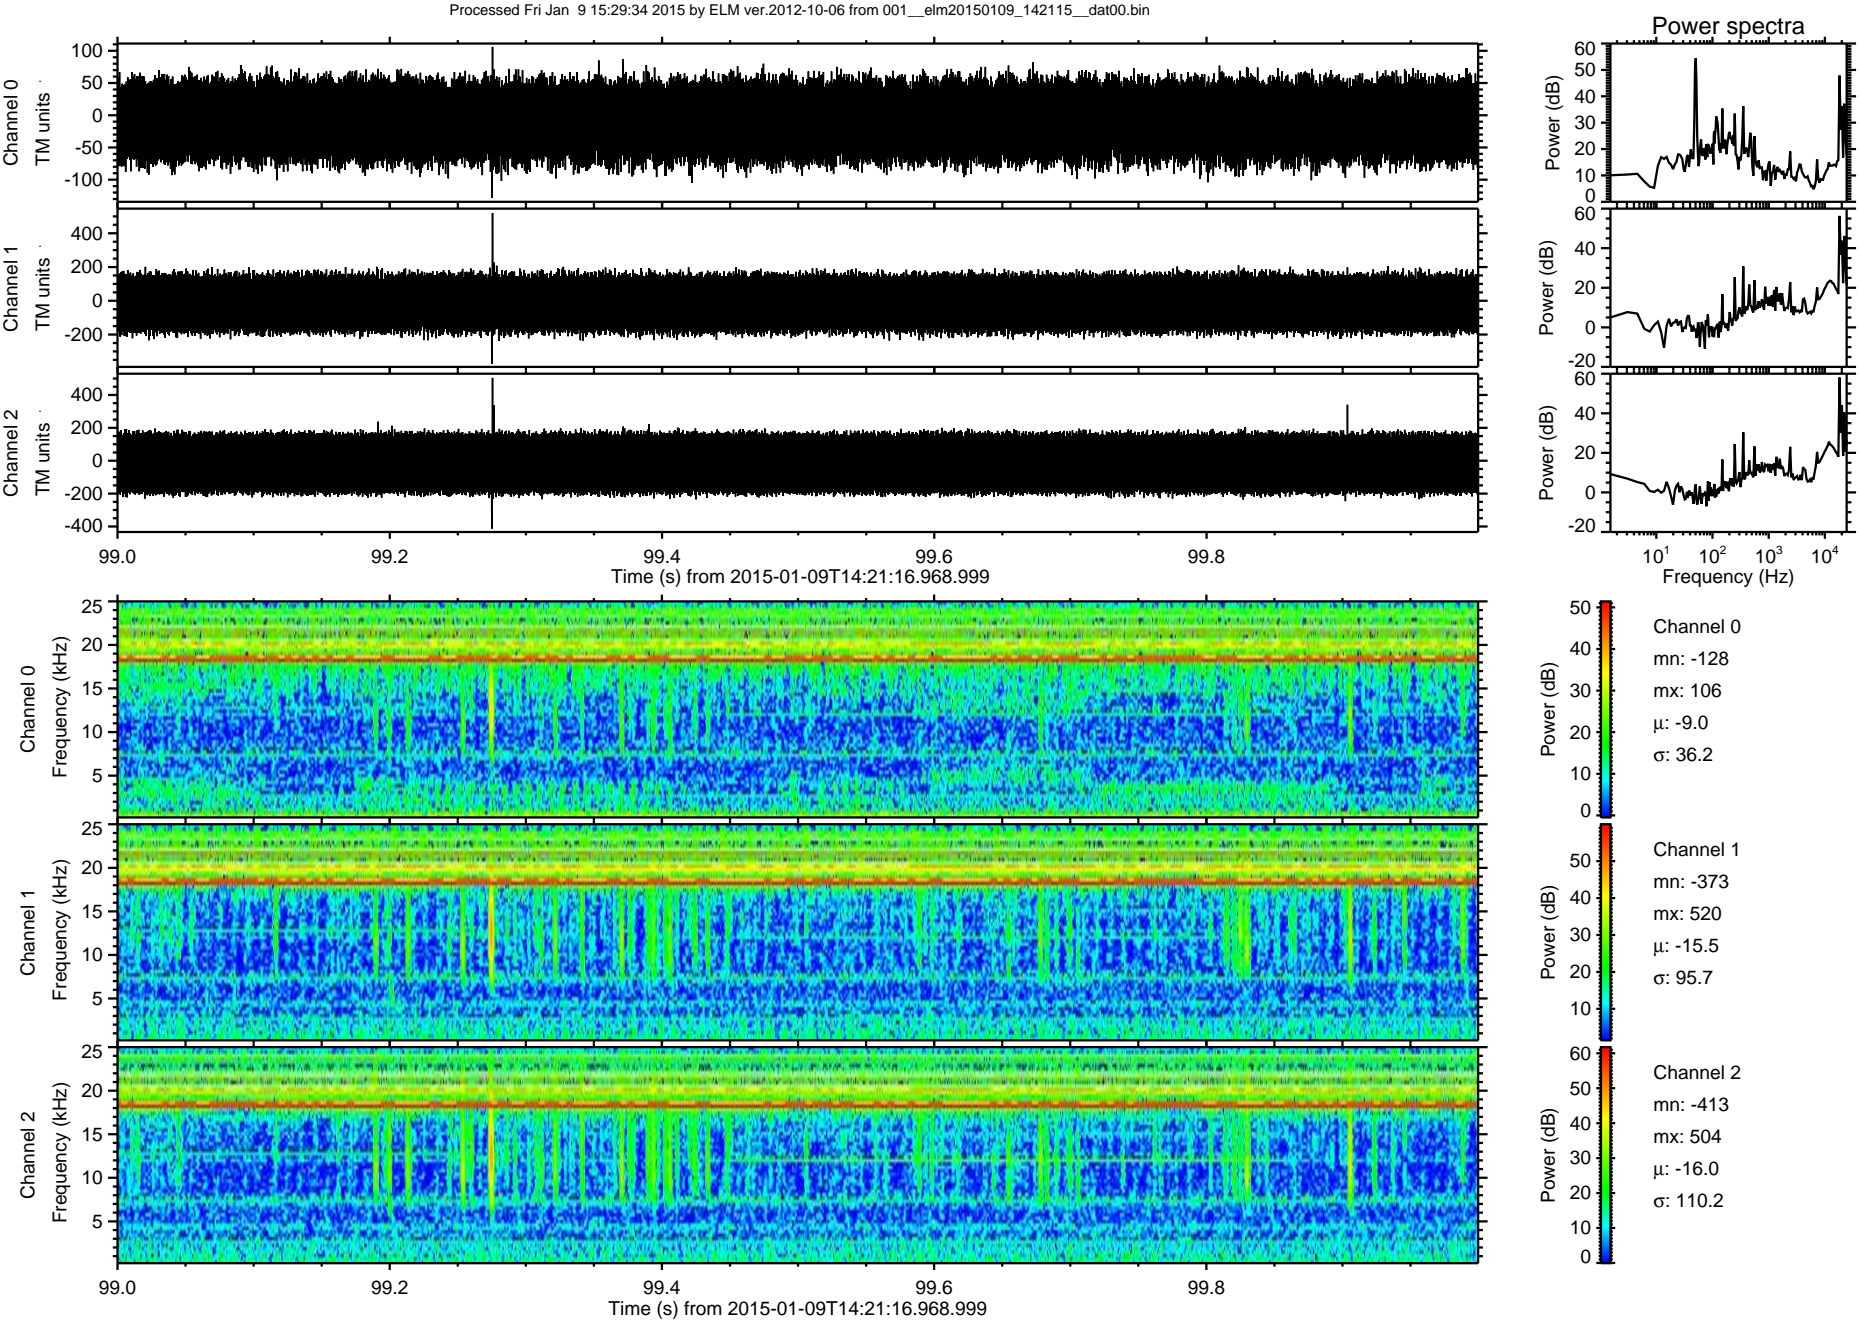 Processed Fri Jan  9 15:29:34 2015 by ELM ver.2012-10-06 from 001__elm20150109_142115__dat00.bin
Power spectra
Channel 0
TM units
100
50
0
-50
-100
Power (dB)
60
50
40
30
20
10
0
Channel 1
TM units
400
200
0
-200
Power (dB)
60
40
20
0
-20
Channel 2
TM units
400
200
0
-200
-400
Power (dB)
60
40
20
0
-20
99.0 99.2 99.4 99.6 99.8
Time (s) from 2015-01-09T14:21:16.968.999
10^1 10^2 10^3 10^4
Frequency (Hz)
Channel 0
Frequency (kHz)
25
20
15
10
5
Power (dB)
50
40
30
20
10
0
Channel 0
mn: -128
mx: 106
μ: -9.0
σ: 36.2
Channel 1
Frequency (kHz)
25
20
15
10
5
Power (dB)
50
40
30
20
10
Channel 1
mn: -373
mx: 520
μ: -15.5
σ: 95.7
Channel 2
Frequency (kHz)
25
20
15
10
5
Power (dB)
60
50
40
30
20
10
0
Channel 2
mn: -413
mx: 504
μ: -16.0
σ: 110.2
99.0 99.2 99.4 99.6 99.8
Time (s) from 2015-01-09T14:21:16.968.999